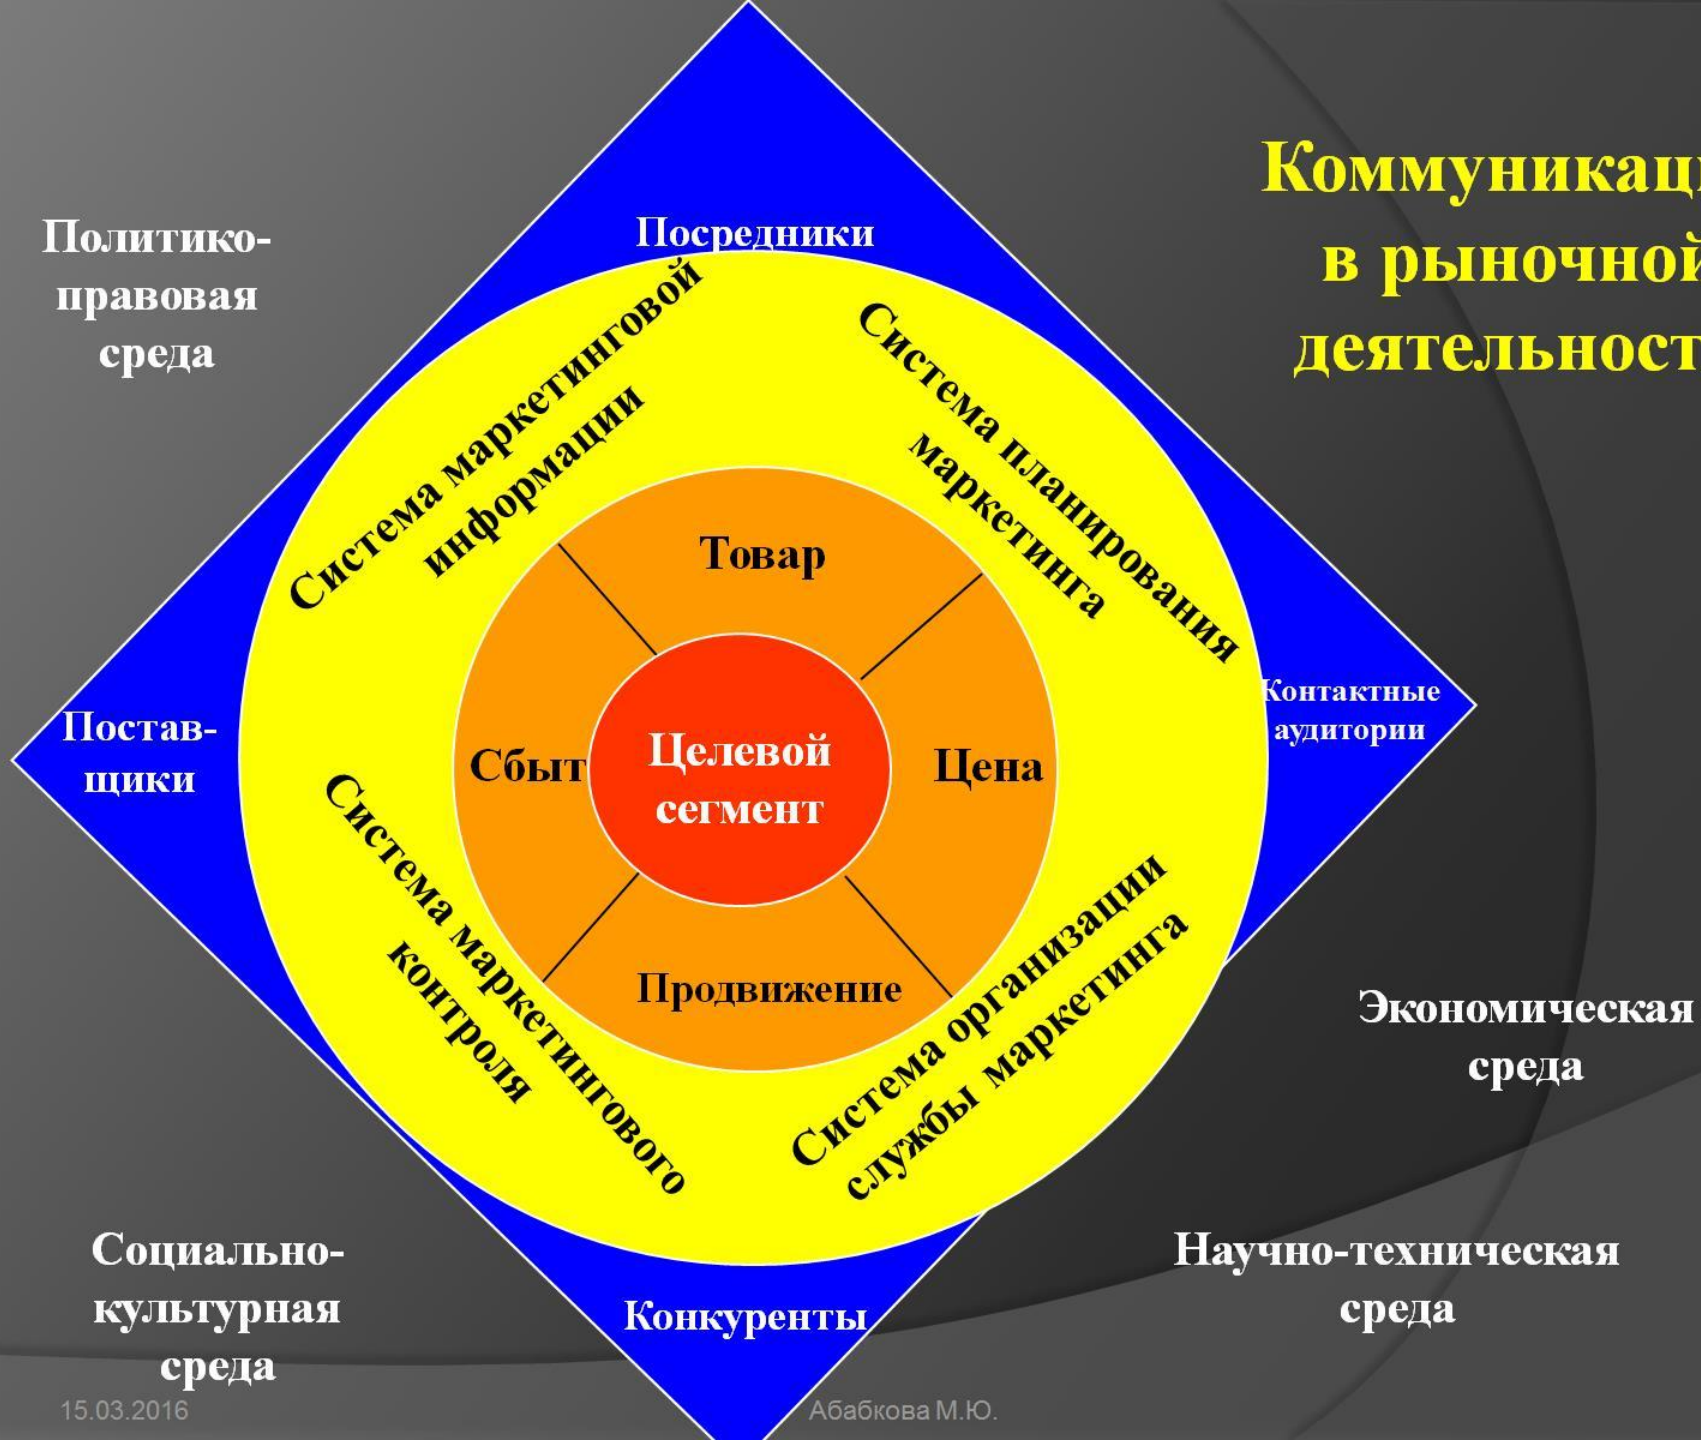 Коммуникац
в рыночной
деятельност
Политико-
правовая
среда
Посредники
Система маркетинговой
информации
Система планирования
маркетинга
Товар
Постав-
щики
Сбыт
Целевой
сегмент
Цена
Контактные
аудитории
Система маркетингового
контроля
Продвижение
Система организации
службы маркетинга
Экономическая
среда
Социально-
культурная
среда
Научно-техническая
среда
Конкуренты
15.03.2016
Абабкова М.Ю.